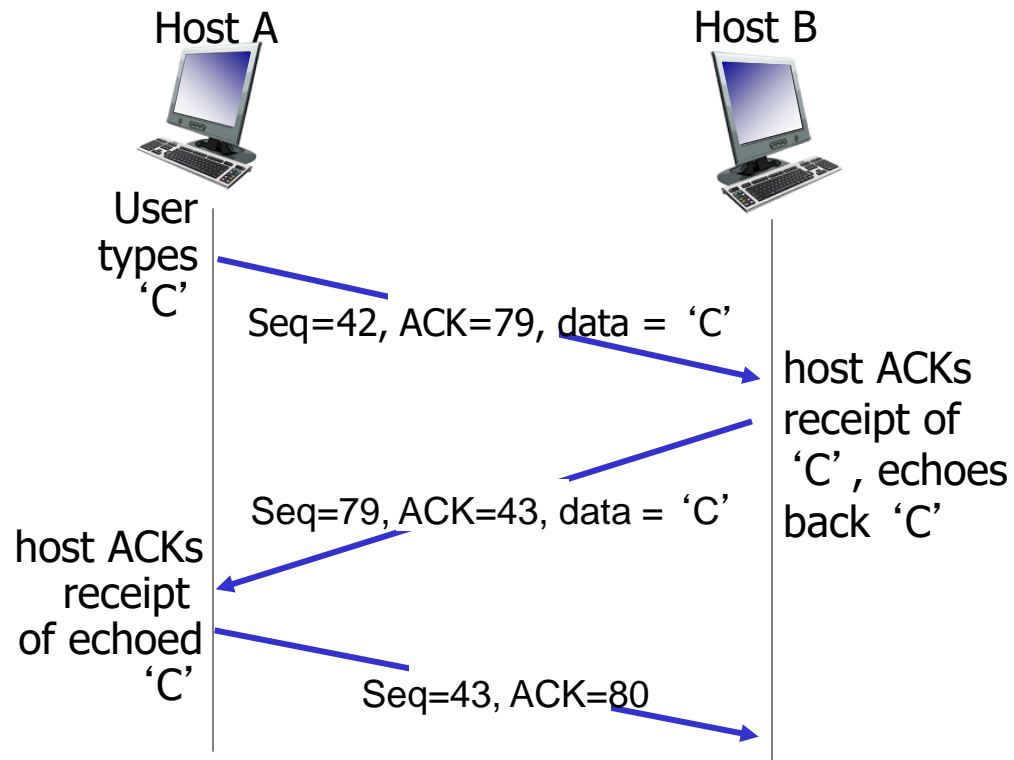 Host A
Host B
User
types
‘C’
Seq=42, ACK=79, data = ‘C’
host ACKs
receipt of
‘C’, echoes
back ‘C’
Seq=79, ACK=43, data = ‘C’
host ACKs
receipt
of echoed
‘C’
Seq=43, ACK=80